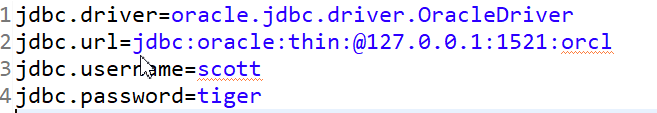 1jdbc.driver=oracle.jdbc.driver.OracleDriver
2jdbc.url=jdbc:oracle:thin:@127.0.0.1:1521:orcl
3jdbc.username=scott
4jdbc.password=tiger